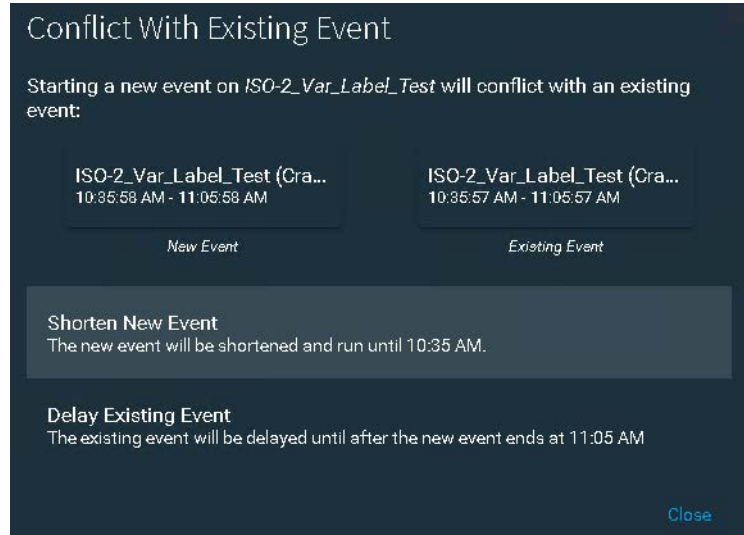 Conflict With Existing Event
Starting a new event on ISO-2_Var_Label_Test will conflict with an existing
event:
ISO-2_Var_Label_Test (Cra...
10:35:58 AM - 11:05:58 AM
New Event
ISO-2_Var_Label_Test (Cra...
10:35:57 AM - 11:05:57 AM
Existing Event
Shorten New Event
The new event will be shortened and run until 10:35 AM.
Delay Existing Event
The existing event will be delayed until after the new event ends at 11:05 AM
Close